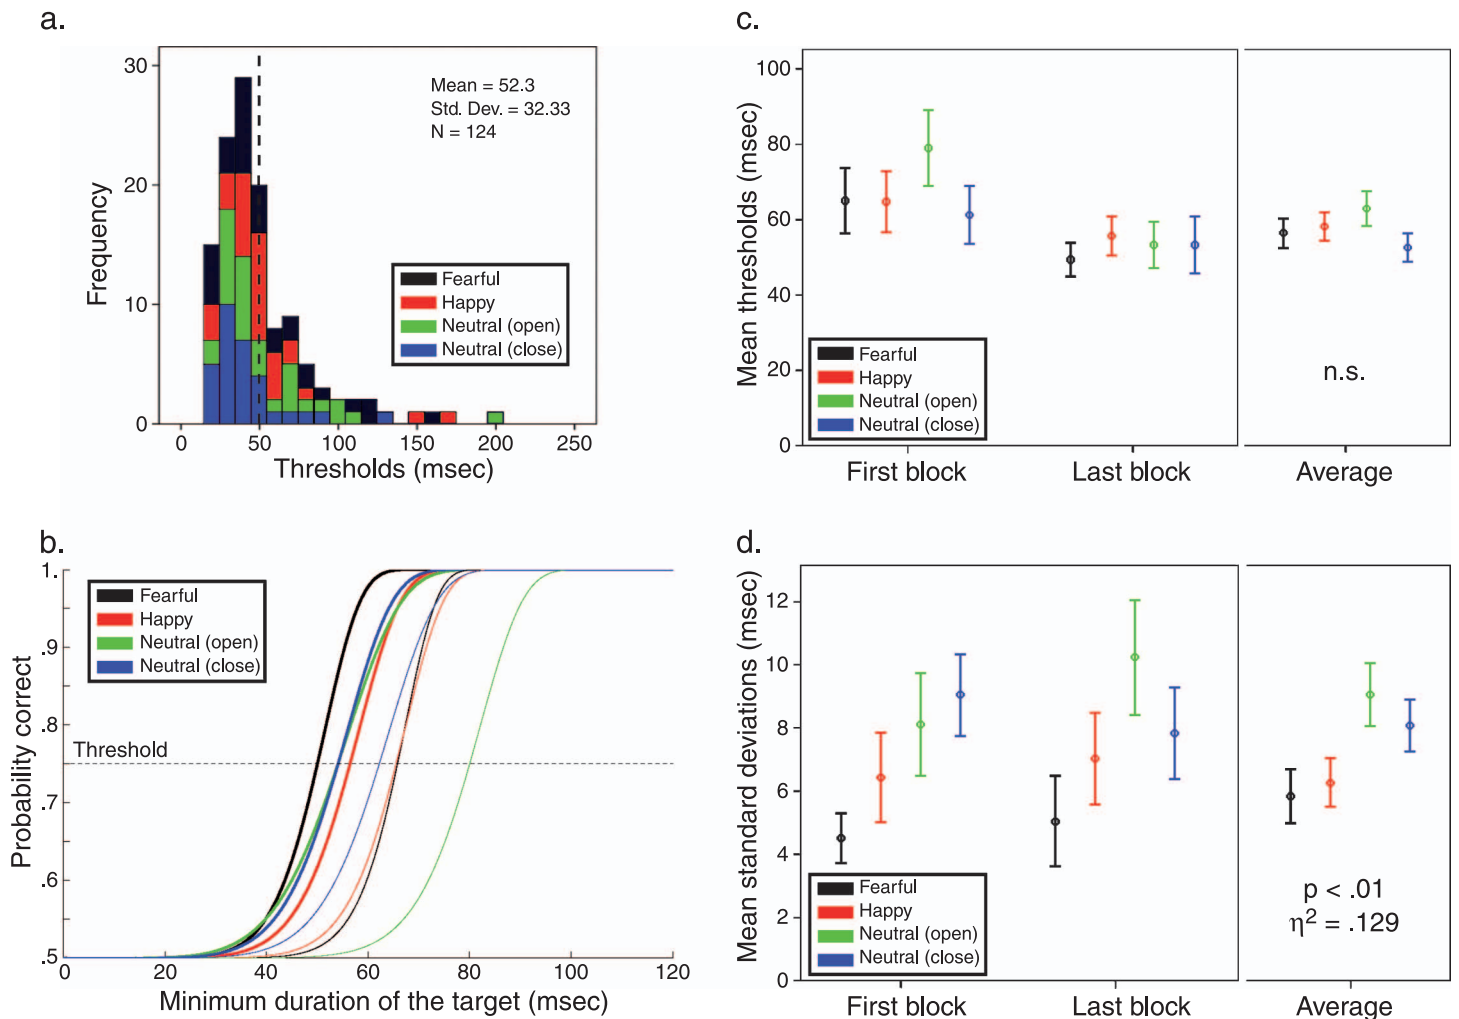 a.
30
20
10
0
Frequency
Mean = 52.3
Std. Dev. = 32.33
N = 124
Fearful
Happy
Neutral (open)
Neutral (close)
0 50 100 150 200 250
Thresholds (msec)
b.
1.
.9
.8
.7
.6
.5
Probability correct
Fearful
Happy
Neutral (open)
Neutral (close)
Threshold
0 20 40 60 80 100 120
Minimum duration of the target (msec)
c.
100
80
60
40
20
0
Mean thresholds (msec)
Fearful
Happy
Neutral (open)
Neutral (close)
n.s.
First block Last block Average
d.
12
10
8
6
4
2
0
Mean standard deviations (msec)
Fearful
Happy
Neutral (open)
Neutral (close)
p < .01
η² = .129
First block Last block Average